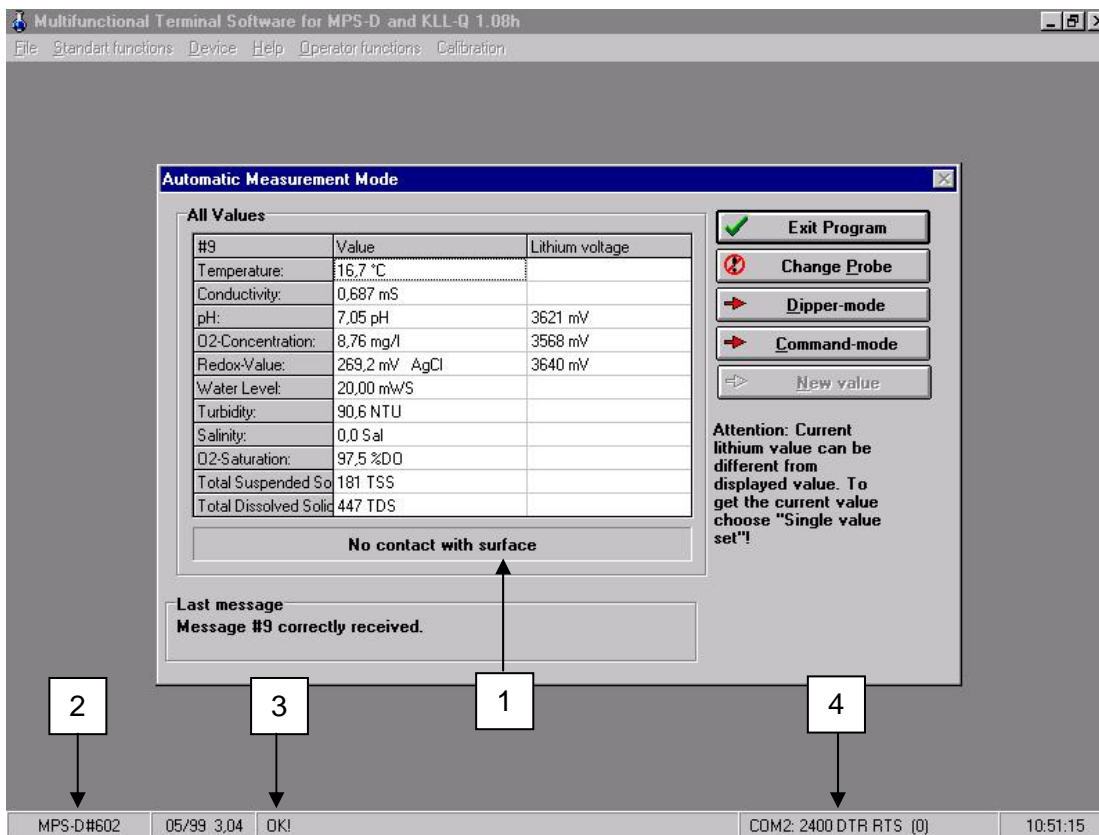 Multifunctional Terminal Software for MPS-D and KLL-Q 1.08h
File Standart functions Device Help Operator functions Calibration
Automatic Measurement Mode
All Values
#9 Value Lithium voltage
Temperature: 16,7 °C
Conductivity: 0,687 mS
pH: 7,05 pH 3621 mV
O2-Concentration: 8,76 mg/l 3568 mV
Redox-Value: 269,2 mV AgCl 3640 mV
Water Level: 20,00 mWS
Turbidity: 90,6 NTU
Salinity: 0,0 Sal
O2-Saturation: 97,5 %DO
Total Suspended So 181 TSS
Total Dissolved Solid 447 TDS
No contact with surface
Exit Program
Change Probe
Dipper-mode
Command-mode
New value
Attention: Current
lithium value can be
different from
displayed value. To
get the current value
choose "Single value
set"!
Last message
Message #9 correctly received.
2
3
1
4
MPS-D#602 05/99 3,04 OK! COM2: 2400 DTR RTS (0) 10:51:15